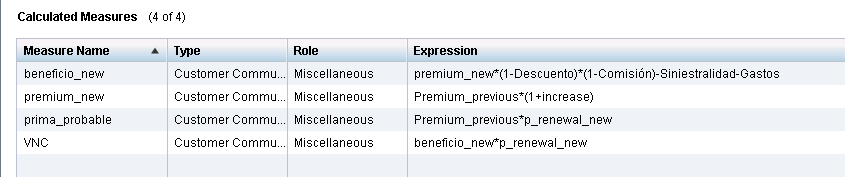 Calculated Measures (4 of 4)
Measure Name Type Role Expression
beneficio_new Customer Commu... Miscellaneous premium_new*(1-Descuento)*(1-Comisión)-Siniestralidad-Gastos
premium_new Customer Commu... Miscellaneous Premium_previous*(1+increase)
prima_probable Customer Commu... Miscellaneous Premium_previous*p_renewal_new
VNC Customer Commu... Miscellaneous beneficio_new*p_renewal_new